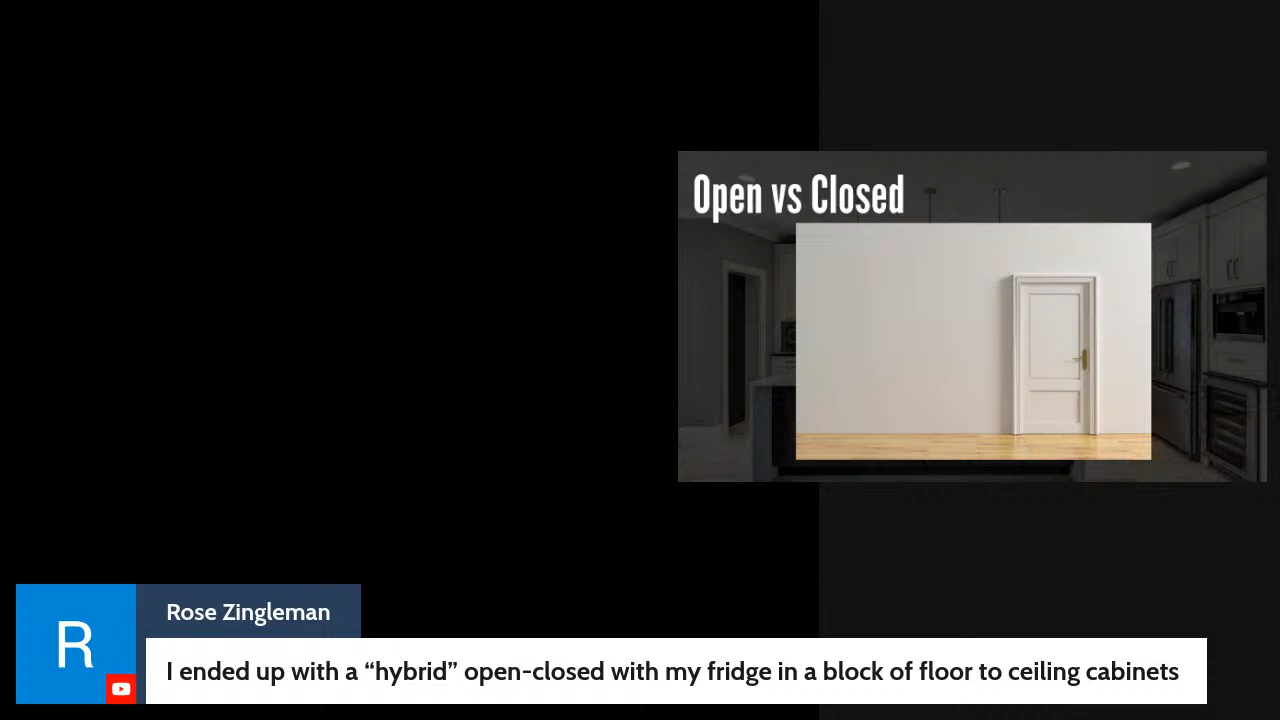 Open vs Closed
R
Rose Zingleman
I ended up with a “hybrid” open-closed with my fridge in a block of floor to ceiling cabinets